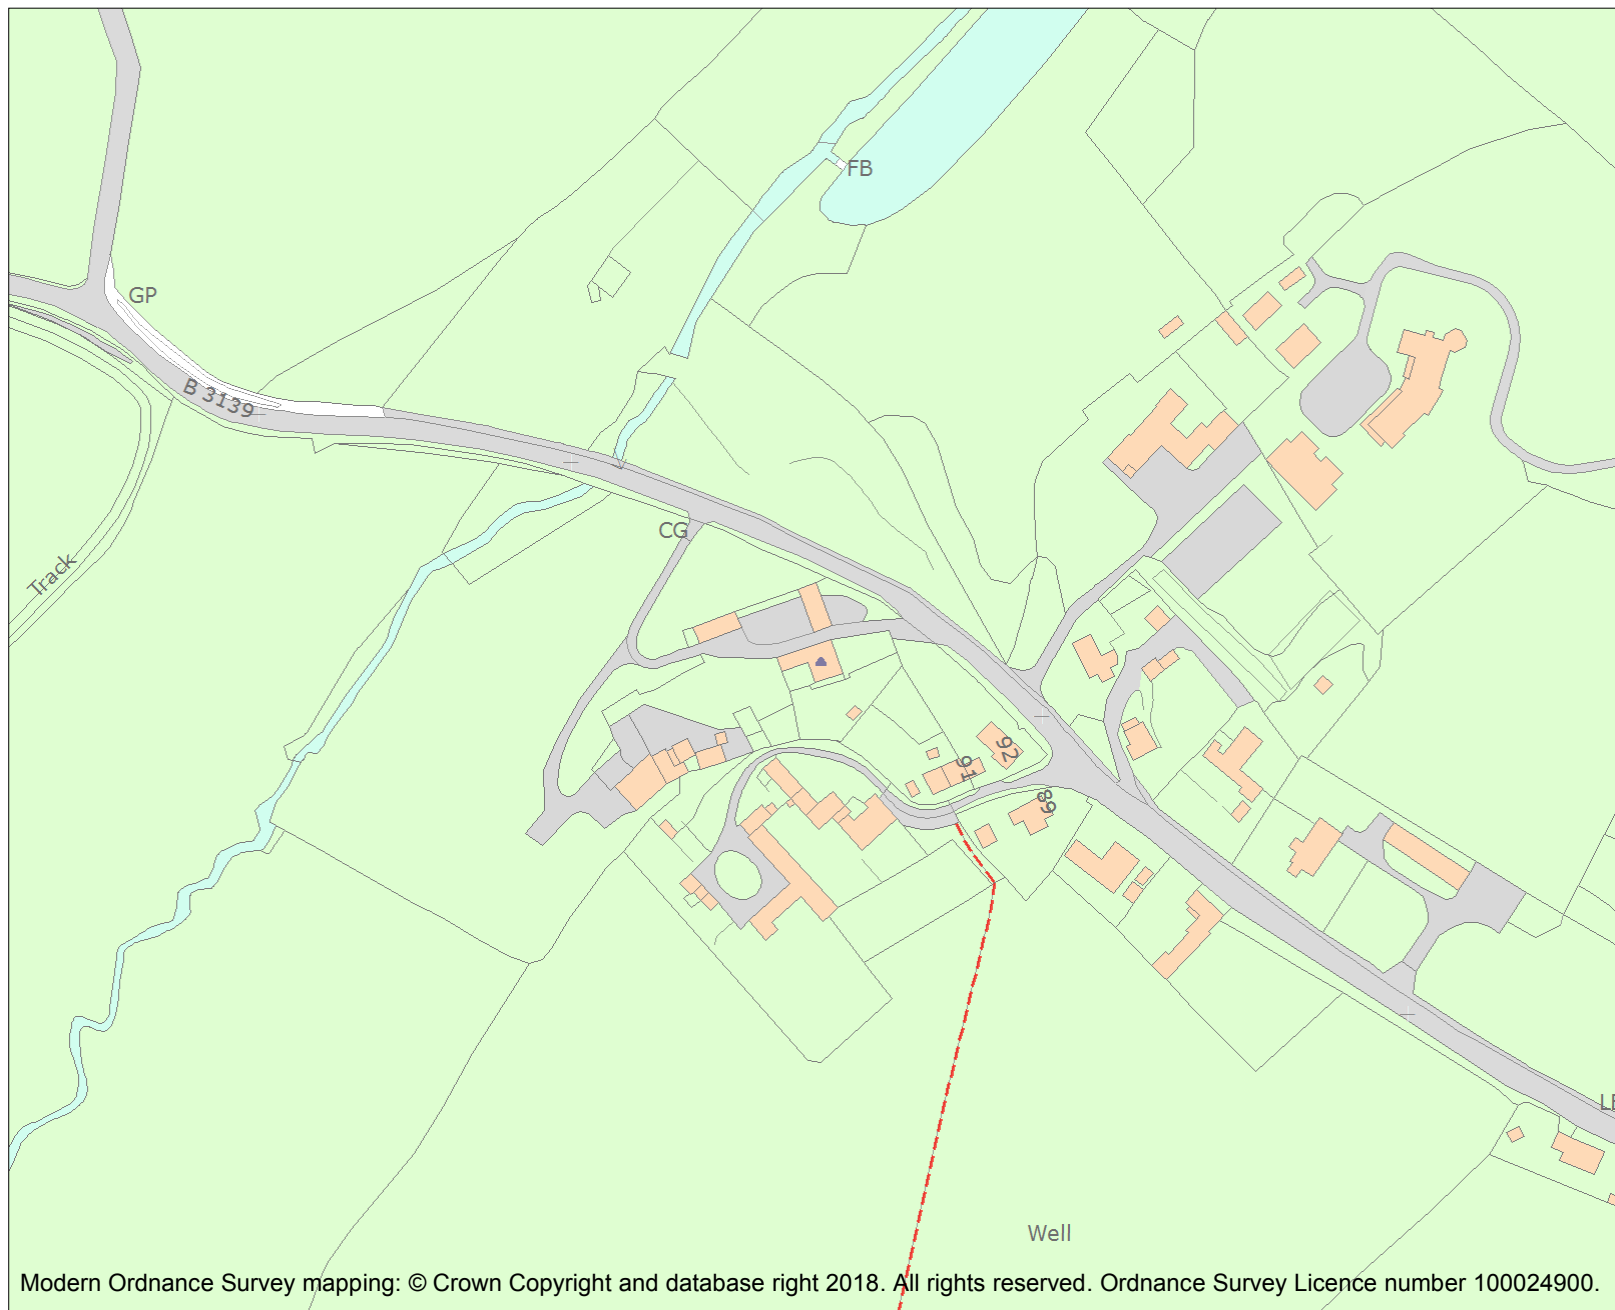 FB
GP
B 3139
CG
Track
92
91
89
LB
Well
Modern Ordnance Survey mapping: © Crown Copyright and database right 2018. All rights reserved. Ordnance Survey Licence number 100024900.